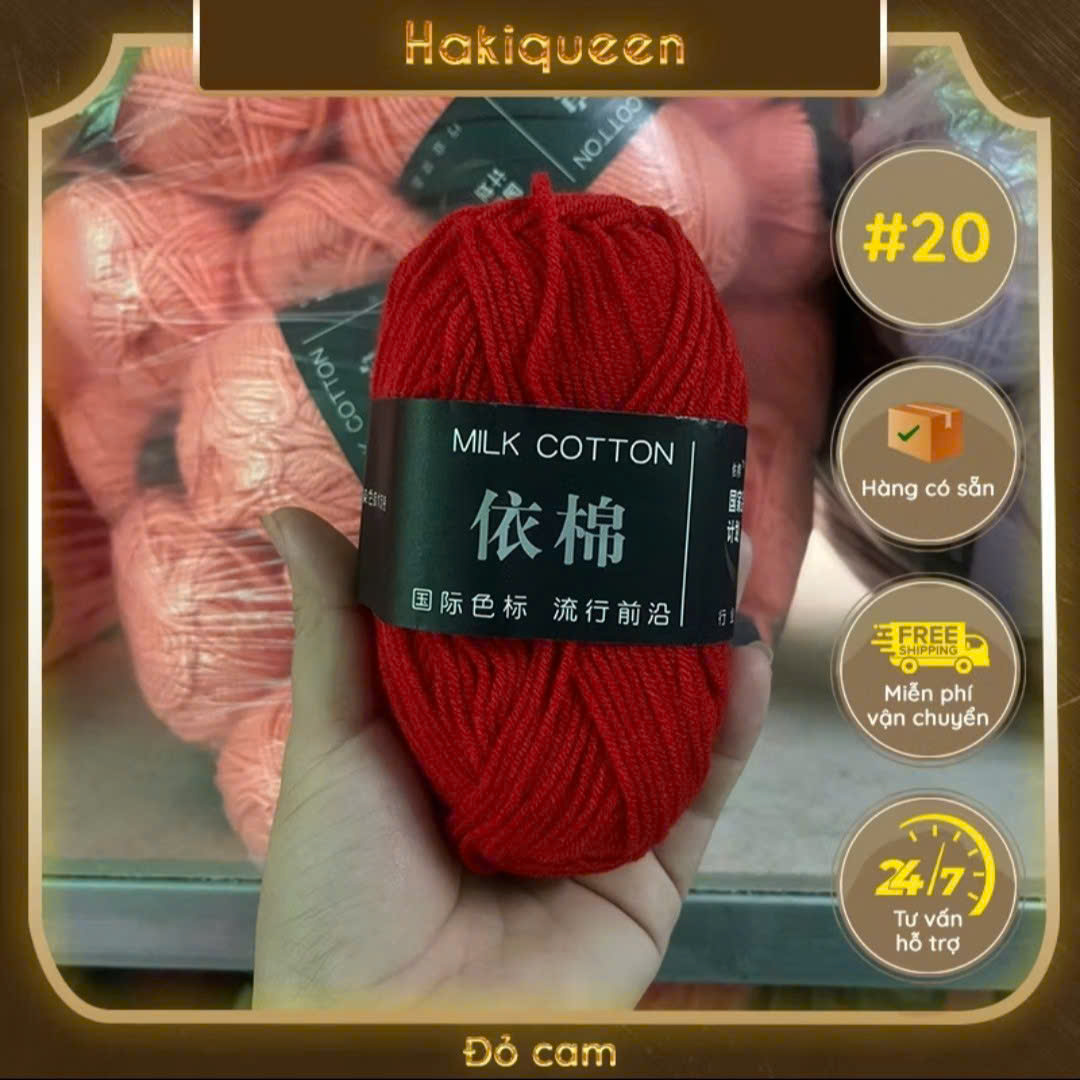 Hakiqueen
#20
MILK COTTON
依棉
国际色标 流行前沿
COTTON
COTTON
Hàng có sẵn
FREE
SHIPPING
Miễn phí
vận chuyển
24/7
Tư vấn
hỗ trợ
Đỏ cam